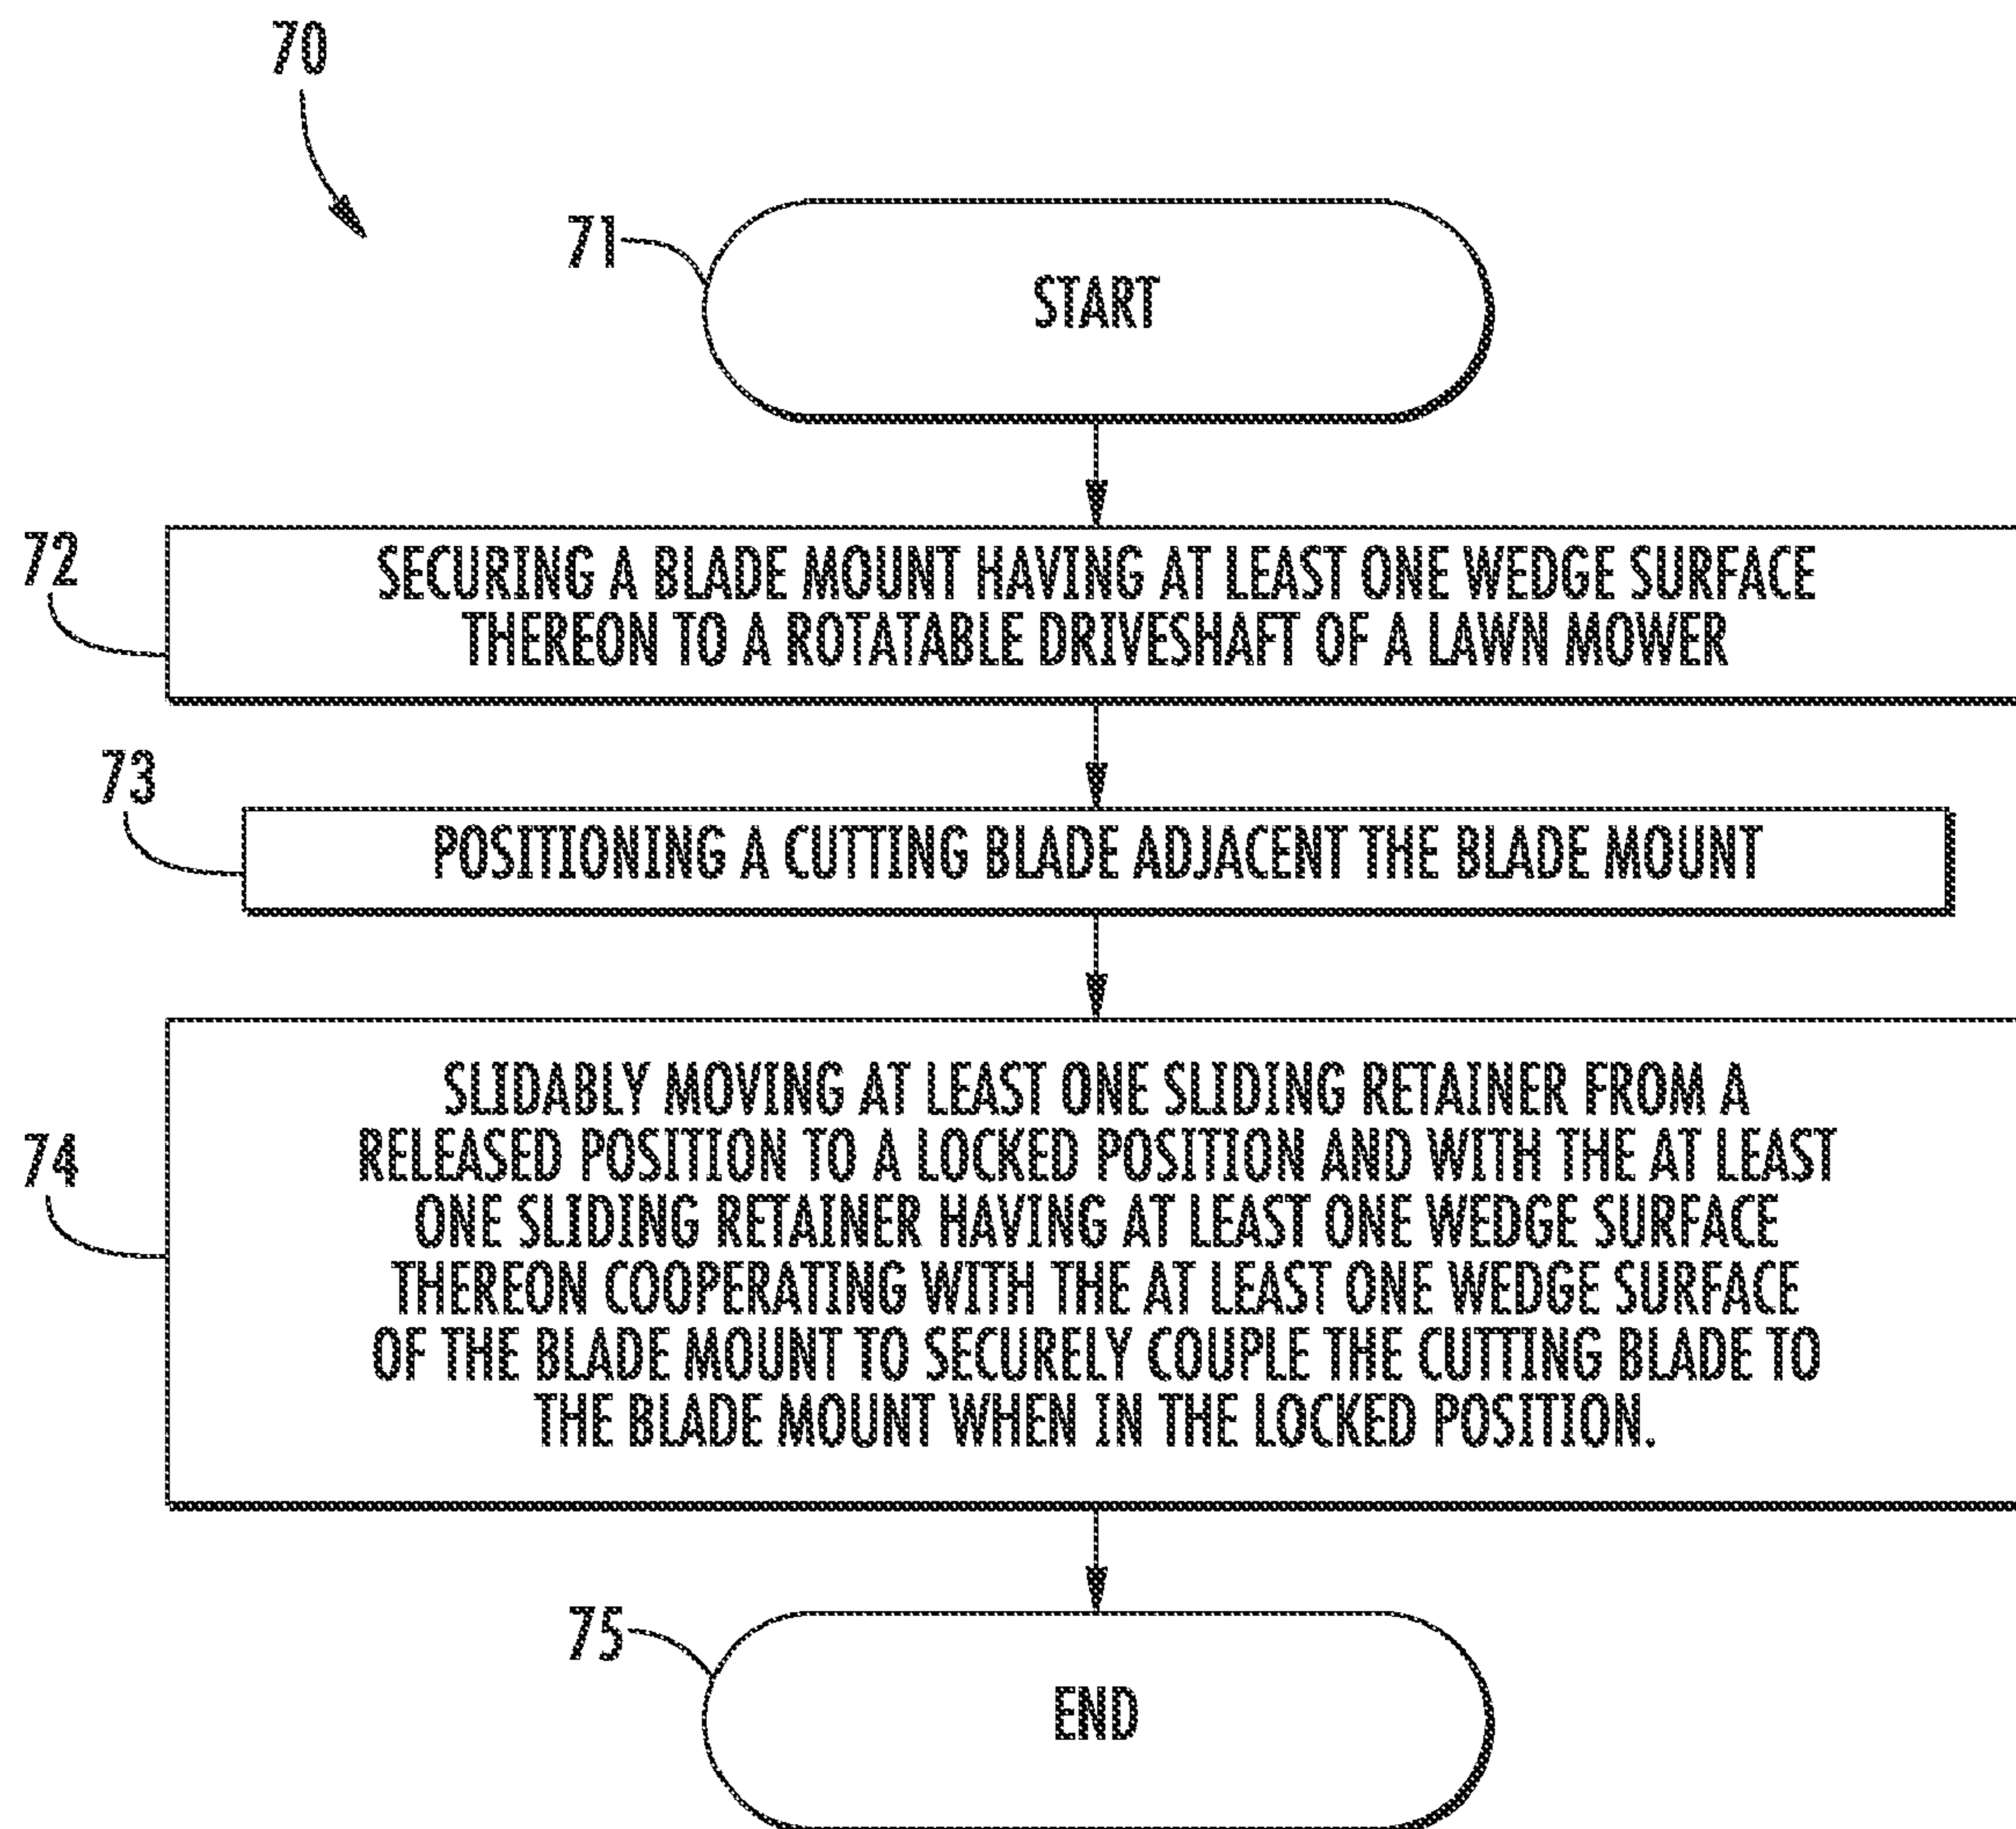 70
71
START
72
SECURING A BLADE MOUNT HAVING AT LEAST ONE WEDGE SURFACE
THEREON TO A ROTATABLE DRIVESHAFT OF A LAWN MOWER
73
POSITIONING A CUTTING BLADE ADJACENT THE BLADE MOUNT
74
SLIDABLY MOVING AT LEAST ONE SLIDING RETAINER FROM A
RELEASED POSITION TO A LOCKED POSITION AND WITH THE AT LEAST
ONE SLIDING RETAINER HAVING AT LEAST ONE WEDGE SURFACE
THEREON COOPERATING WITH THE AT LEAST ONE WEDGE SURFACE
OF THE BLADE MOUNT TO SECURELY COUPLE THE CUTTING BLADE TO
THE BLADE MOUNT WHEN IN THE LOCKED POSITION.
75
END